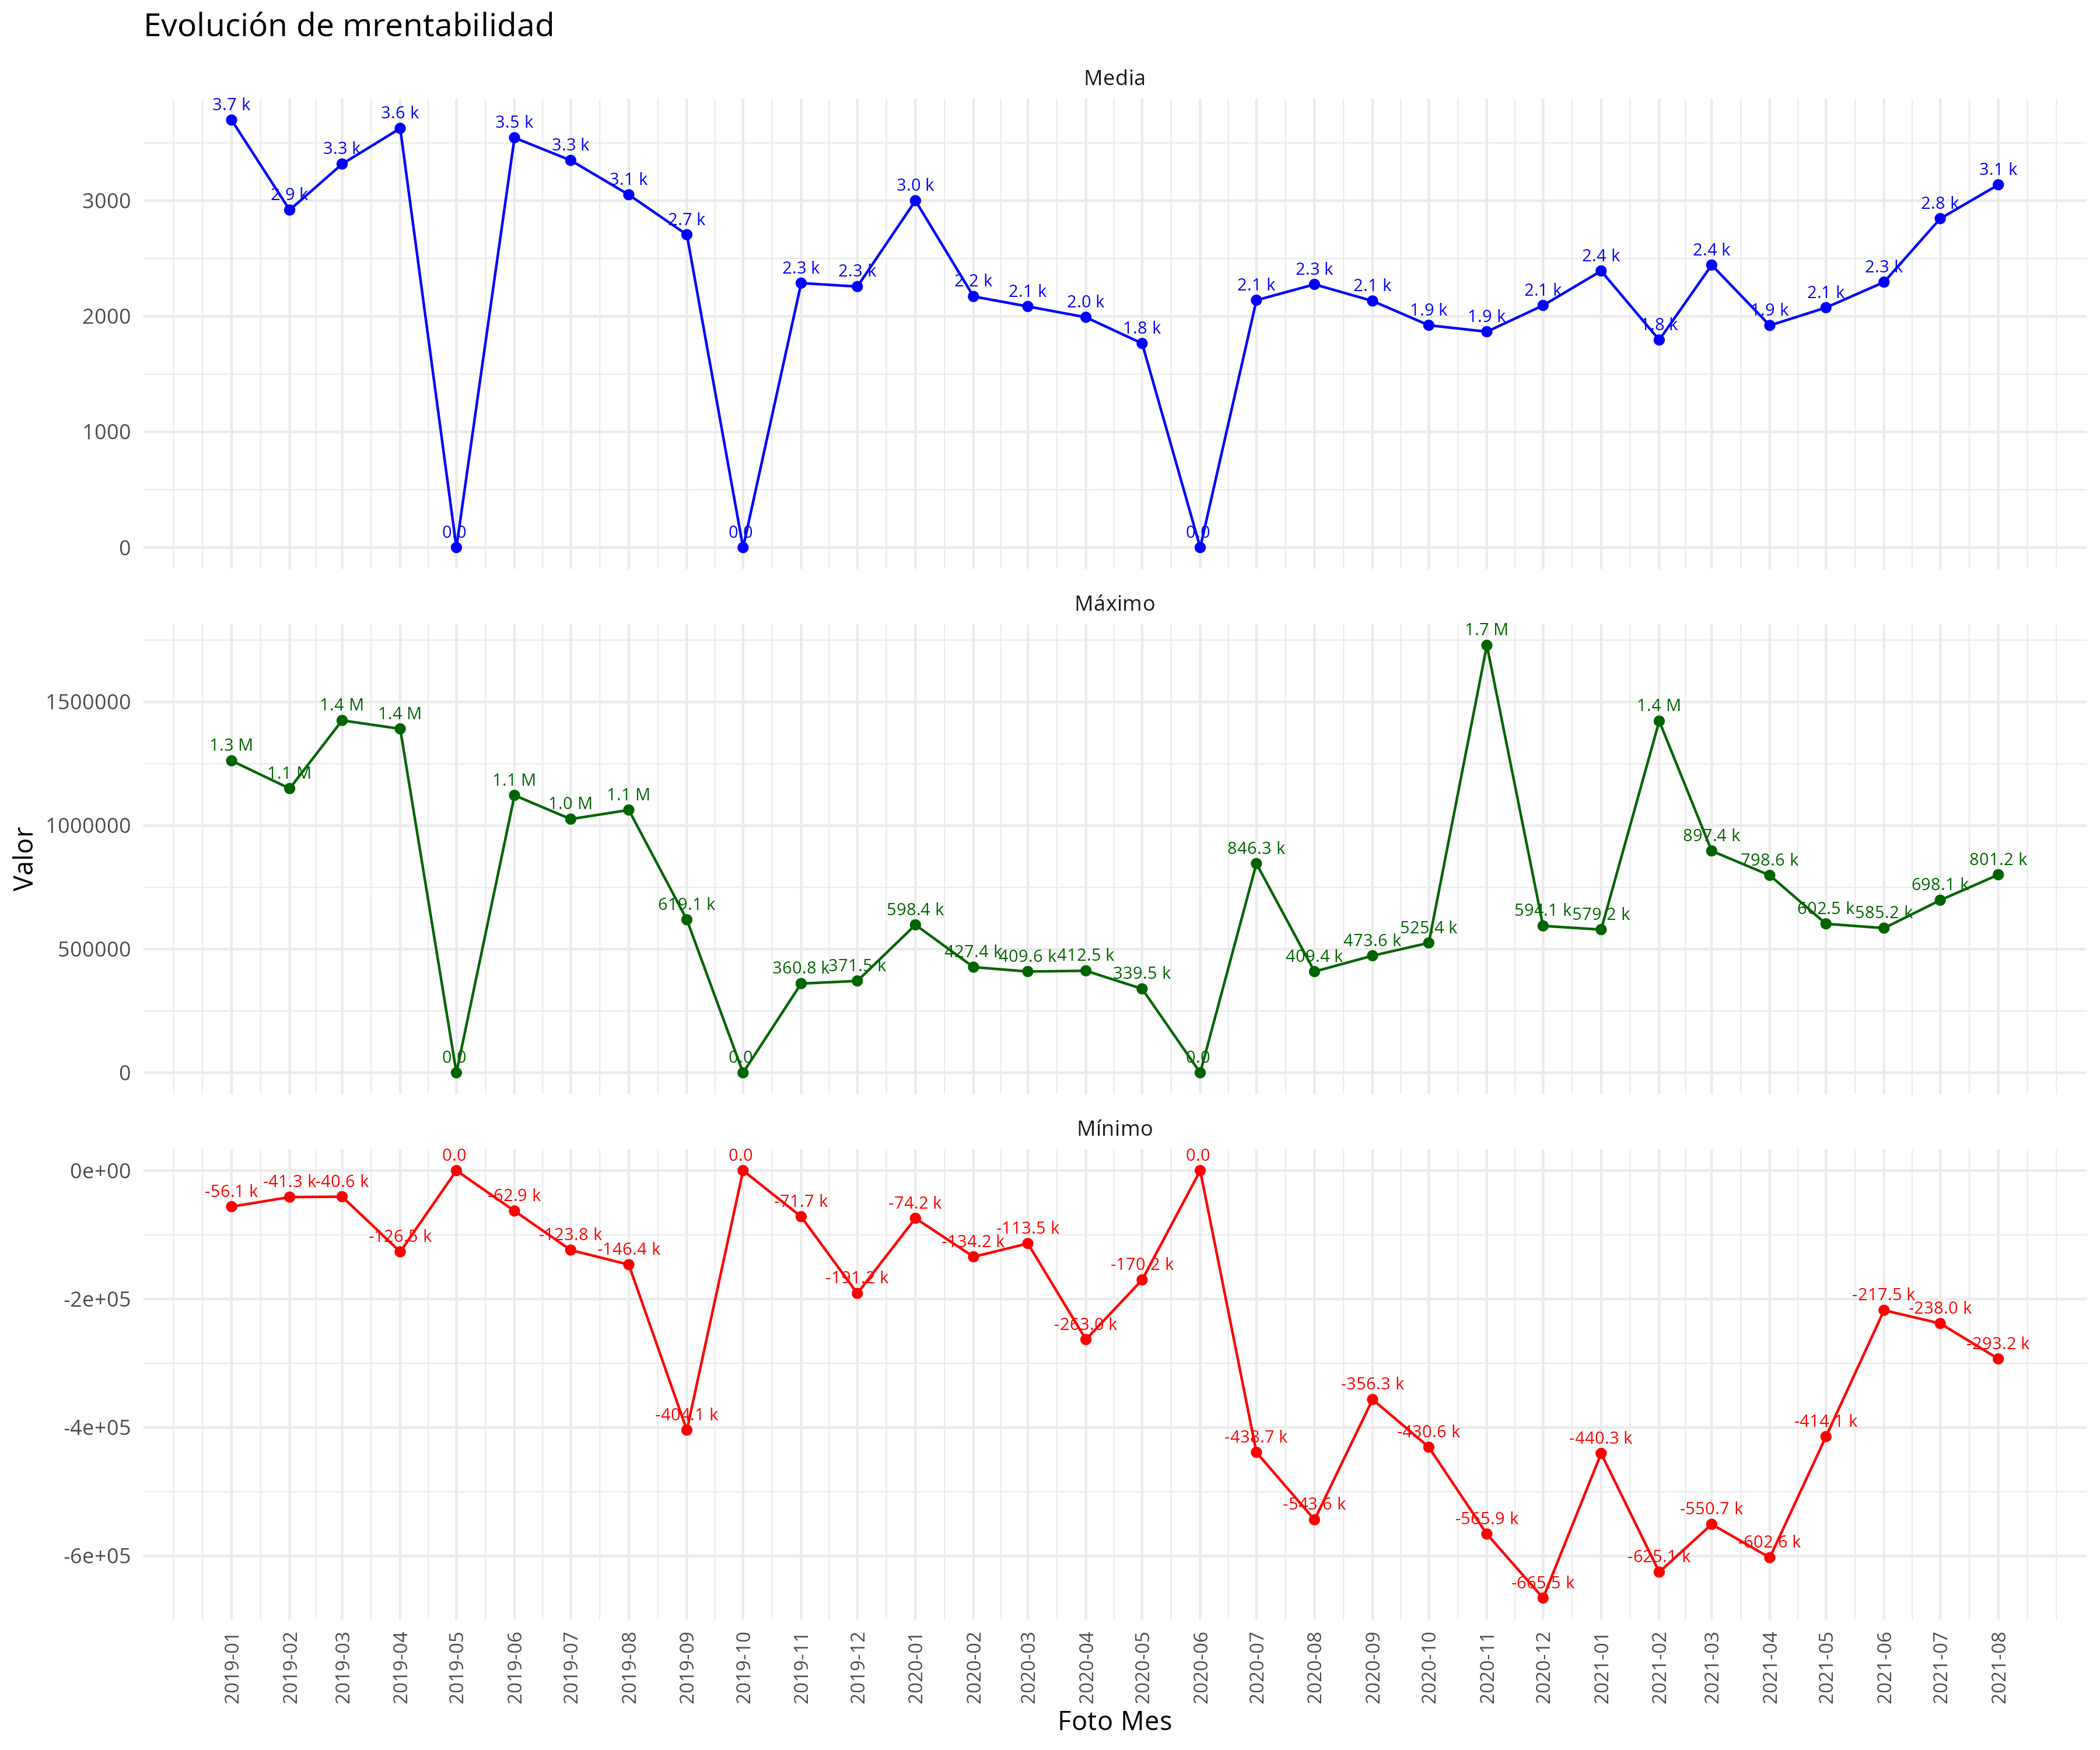 Evolución de mrentabilidad
Media
3.7 k 2.9 k 3.3 k 3.6 k 0.0 3.5 k 3.3 k 3.1 k 2.7 k 0.0 2.3 k 2.3 k 3.0 k 2.2 k 2.1 k 2.0 k 1.8 k 0.0 2.1 k 2.3 k 2.1 k 1.9 k 1.9 k 2.1 k 2.4 k 1.8 k 2.4 k 1.9 k 2.1 k 2.3 k 2.8 k 3.1 k
3000
2000
1000
0
Máximo
1.3 M 1.1 M 1.4 M 1.4 M 0.0 1.1 M 1.0 M 1.1 M 619.1 k 0.0 360.8 k 371.5 k 598.4 k 427.4 k 409.6 k 412.5 k 339.5 k 0.0 846.3 k 409.4 k 473.6 k 525.4 k 1.7 M 594.1 k 579.2 k 1.4 M 897.4 k 798.6 k 602.5 k 585.2 k 698.1 k 801.2 k
1500000
1000000
500000
0
Valor
Mínimo
-56.1 k -41.3 k -40.6 k -126.5 k 0.0 -62.9 k -123.8 k -146.4 k -404.1 k 0.0 -71.7 k -191.2 k -74.2 k -134.2 k -113.5 k -263.0 k -170.2 k 0.0 -438.7 k -543.6 k -356.3 k -430.6 k -565.9 k -665.5 k -440.3 k -625.1 k -550.7 k -602.6 k -414.1 k -217.5 k -238.0 k -293.2 k
0e+00
-2e+05
-4e+05
-6e+05
2019-01 2019-02 2019-03 2019-04 2019-05 2019-06 2019-07 2019-08 2019-09 2019-10 2019-11 2019-12 2020-01 2020-02 2020-03 2020-04 2020-05 2020-06 2020-07 2020-08 2020-09 2020-10 2020-11 2020-12 2021-01 2021-02 2021-03 2021-04 2021-05 2021-06 2021-07 2021-08
Foto Mes